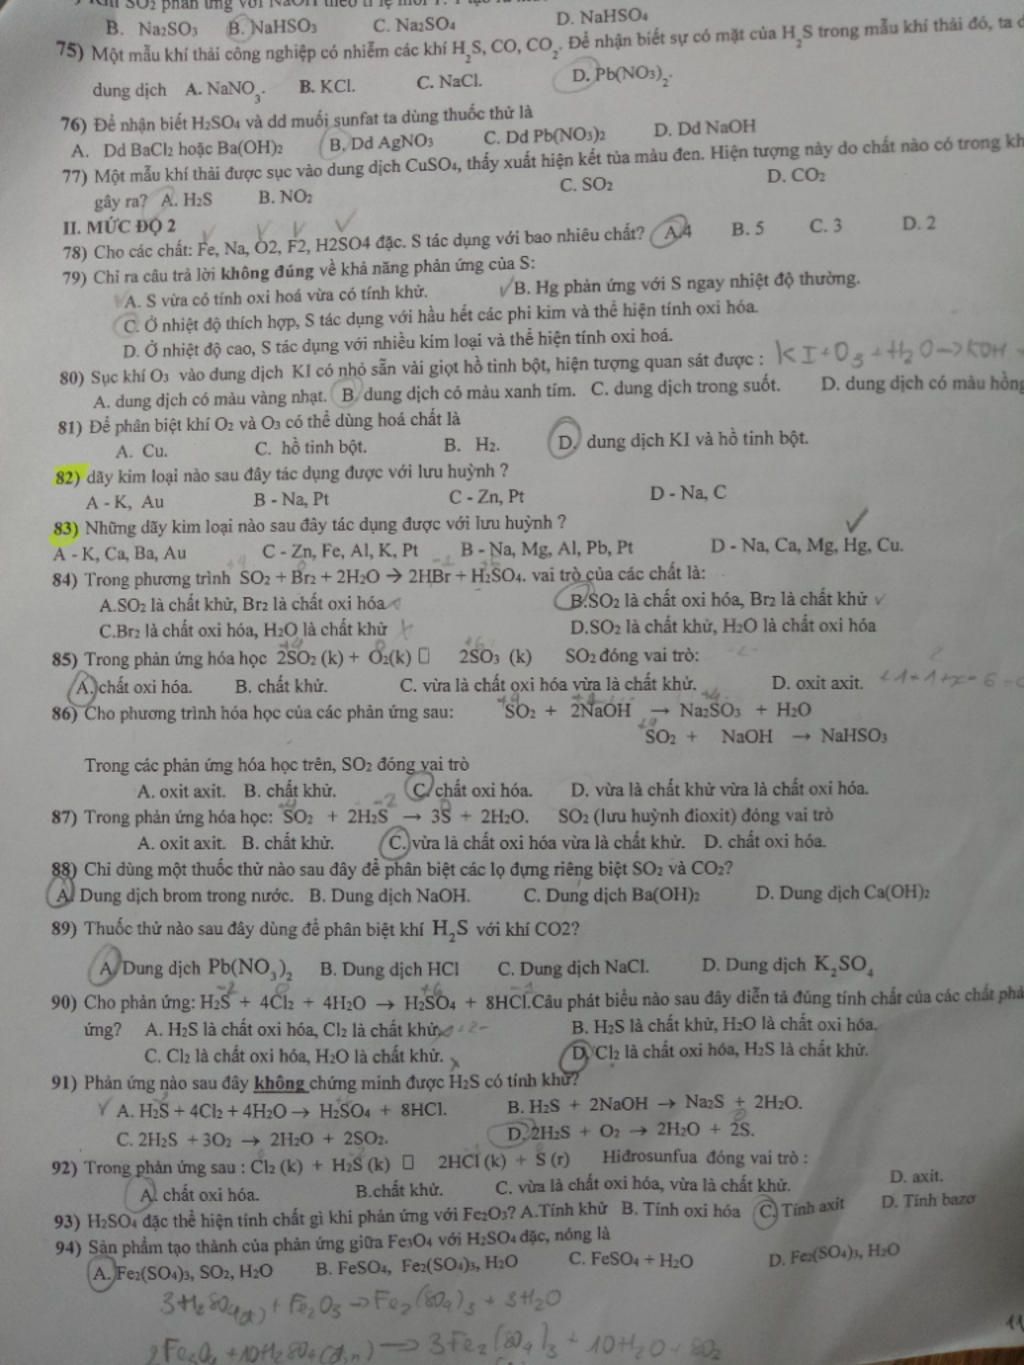 B. Na₂SO₃ B. NaHSO₃ C. Na₂SO₄ D. NaHSO₄
75) Một mẫu khí thải công nghiệp có nhiễm các khí H₂S, CO, CO₂. Để nhận biết sự có mặt của H₂S trong mẫu khí thải đó, ta
dung dịch A. NaNO₃. B. KCl. C. NaCl. D. Pb(NO₃)₂.
76) Để nhận biết H₂SO₄ và dd muối sunfat ta dùng thuốc thử là
A. Dd BaCl₂ hoặc Ba(OH)₂ B. Dd AgNO₃ C. Dd Pb(NO₃)₂ D. Dd NaOH
77) Một mẫu khí thải được sục vào dung dịch CuSO₄, thấy xuất hiện kết tủa màu đen. Hiện tượng này do chất nào có trong
gây ra? A. H₂S B. NO₂ C. SO₂ D. CO₂
II. MỨC ĐỘ 2
78) Cho các chất: Fe, Na, O2, F2, H2SO4 đặc. S tác dụng với bao nhiêu chất? A.4 B. 5 C. 3 D. 2
79) Chỉ ra câu trả lời không đúng về khả năng phản ứng của S:
A. S vừa có tính oxi hoá vừa có tính khử. B. Hg phản ứng với S ngay nhiệt độ thường.
C. Ở nhiệt độ thích hợp, S tác dụng với hầu hết các phi kim và thể hiện tính oxi hóa.
D. Ở nhiệt độ cao, S tác dụng với nhiều kim loại và thể hiện tính oxi hoá.
80) Sục khí O₃ vào dung dịch KI có nhỏ sẵn vài giọt hồ tinh bột, hiện tượng quan sát được : KI + O₃ + H₂O → KOH
A. dung dịch có màu vàng nhạt. B. dung dịch có màu xanh tím. C. dung dịch trong suốt. D. dung dịch có màu hồng
81) Để phân biệt khí O₂ và O₃ có thể dùng hoá chất là
A. Cu. C. hồ tinh bột. B. H₂. D. dung dịch KI và hồ tinh bột.
82) dãy kim loại nào sau đây tác dụng được với lưu huỳnh ?
A - K, Au B - Na, Pt C - Zn, Pt D - Na, C
83) Những dãy kim loại nào sau đây tác dụng được với lưu huỳnh ?
A - K, Ca, Ba, Au C - Zn, Fe, Al, K, Pt B - Na, Mg, Al, Pb, Pt D - Na, Ca, Mg, Hg, Cu.
84) Trong phương trình SO₂ + Br₂ + 2H₂O → 2HBr + H₂SO₄. vai trò của các chất là:
A.SO₂ là chất khử, Br₂ là chất oxi hóa B.SO₂ là chất oxi hóa, Br₂ là chất khử
C.Br₂ là chất oxi hóa, H₂O là chất khử D.SO₂ là chất khử, H₂O là chất oxi hóa
85) Trong phản ứng hóa học 2SO₂ (k) + O₂(k) □ 2SO₃ (k) SO₂ đóng vai trò:
A. chất oxi hóa. B. chất khử. C. vừa là chất oxi hóa vừa là chất khử. D. oxit axit.
86) Cho phương trình hóa học của các phản ứng sau: SO₂ + 2NaOH → Na₂SO₃ + H₂O
SO₂ + NaOH → NaHSO₃
Trong các phản ứng hóa học trên, SO₂ đóng vai trò
A. oxit axit. B. chất khử. C. chất oxi hóa. D. vừa là chất khử vừa là chất oxi hóa.
87) Trong phản ứng hóa học: SO₂ + 2H₂S → 3S + 2H₂O. SO₂ (lưu huỳnh đioxit) đóng vai trò
A. oxit axit. B. chất khử. C. vừa là chất oxi hóa vừa là chất khử. D. chất oxi hóa.
88) Chỉ dùng một thuốc thử nào sau đây để phân biệt các lọ đựng riêng biệt SO₂ và CO₂?
A. Dung dịch brom trong nước. B. Dung dịch NaOH. C. Dung dịch Ba(OH)₂ D. Dung dịch Ca(OH)₂
89) Thuốc thử nào sau đây dùng để phân biệt khí H₂S với khí CO2?
A. Dung dịch Pb(NO₃)₂ B. Dung dịch HCl C. Dung dịch NaCl. D. Dung dịch K₂SO₄
90) Cho phản ứng: H₂S + 4Cl₂ + 4H₂O → H₂SO₄ + 8HCl.Câu phát biểu nào sau đây diễn tả đúng tính chất của các chất
ứng? A. H₂S là chất oxi hóa, Cl₂ là chất khử. B. H₂S là chất khử, H₂O là chất oxi hóa.
C. Cl₂ là chất oxi hóa, H₂O là chất khử. D. Cl₂ là chất oxi hóa, H₂S là chất khử.
91) Phản ứng nào sau đây không chứng minh được H₂S có tính khử?
A. H₂S + 4Cl₂ + 4H₂O → H₂SO₄ + 8HCl. B. H₂S + 2NaOH → Na₂S + 2H₂O.
C. 2H₂S + 3O₂ → 2H₂O + 2SO₂. D. 2H₂S + O₂ → 2H₂O + 2S.
92) Trong phản ứng sau : Cl₂ (k) + H₂S (k) □ 2HCl (k) + S (r) Hiđrosunfua đóng vai trò :
A. chất oxi hóa. B.chất khử. C. vừa là chất oxi hóa, vừa là chất khử. D. axit.
93) H₂SO₄ đặc thể hiện tính chất gì khi phản ứng với Fe₂O₃? A.Tính khử B. Tính oxi hóa C. Tính axit D. Tính bazơ
94) Sản phẩm tạo thành của phản ứng giữa Fe₃O₄ với H₂SO₄ đặc, nóng là
A. Fe₂(SO₄)₃, SO₂, H₂O B. FeSO₄, Fe₂(SO₄)₃, H₂O C. FeSO₄ + H₂O D. Fe₂(SO₄)₃, H₂O
3H₂SO₄(đ) + Fe₂O₃ → Fe₂(SO₄)₃ + 3H₂O
2Fe₃O₄ + 10H₂SO₄(đ,n) → 3Fe₂(SO₄)₃ + 10H₂O + SO₂